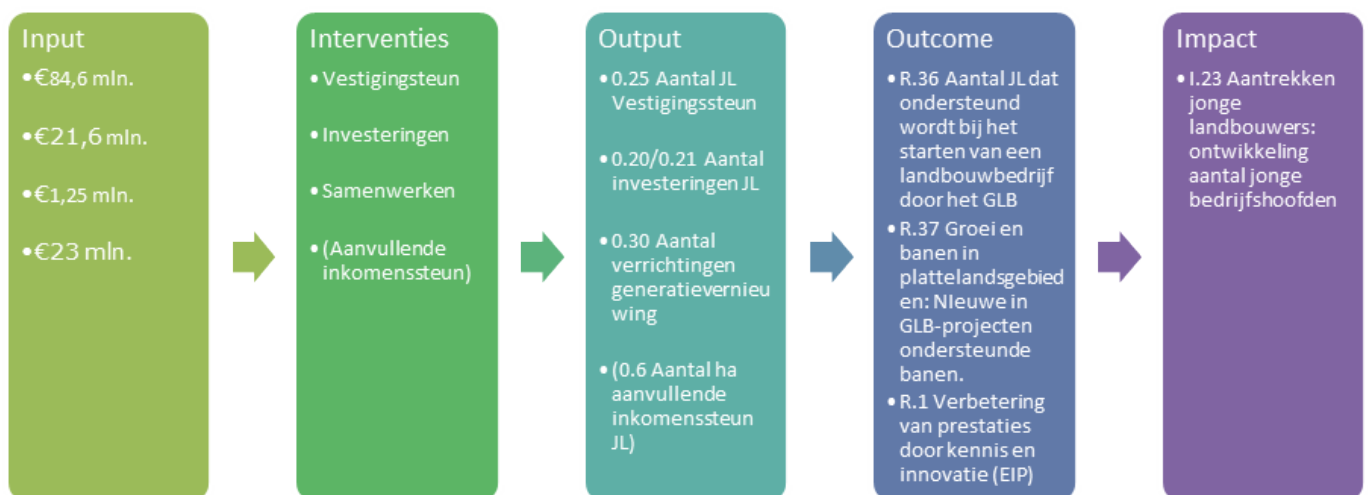 Input
•€84,6 mln.
•€21,6 mln.
•€1,25 mln.
•€23 mln.
Interventies
• Vestigingsteun
• Investeringen
• Samenwerken
• (Aanvullende
inkomenssteun)
Output
• 0.25 Aantal JL
Vestigingssteun
• 0.20/0.21 Aantal
investeringen JL
• 0.30 Aantal
verrichtingen
generatievernieu
wing
• (0.6 Aantal ha
aanvullende
inkomenssteun
JL)
Outcome
• R.36 Aantal JL dat
ondersteund
wordt bij het
starten van een
landbouwbedrijf
door het GLB
• R.37 Groei en
banen in
plattelandsgebied
en: NIeuwe in
GLB-projecten
ondersteunde
banen.
• R.1 Verbetering
van prestaties
door kennis en
innovatie (EIP)
Impact
• I.23 Aantrekken
jonge
landbouwers:
ontwikkeling
aantal jonge
bedrijfshoofden